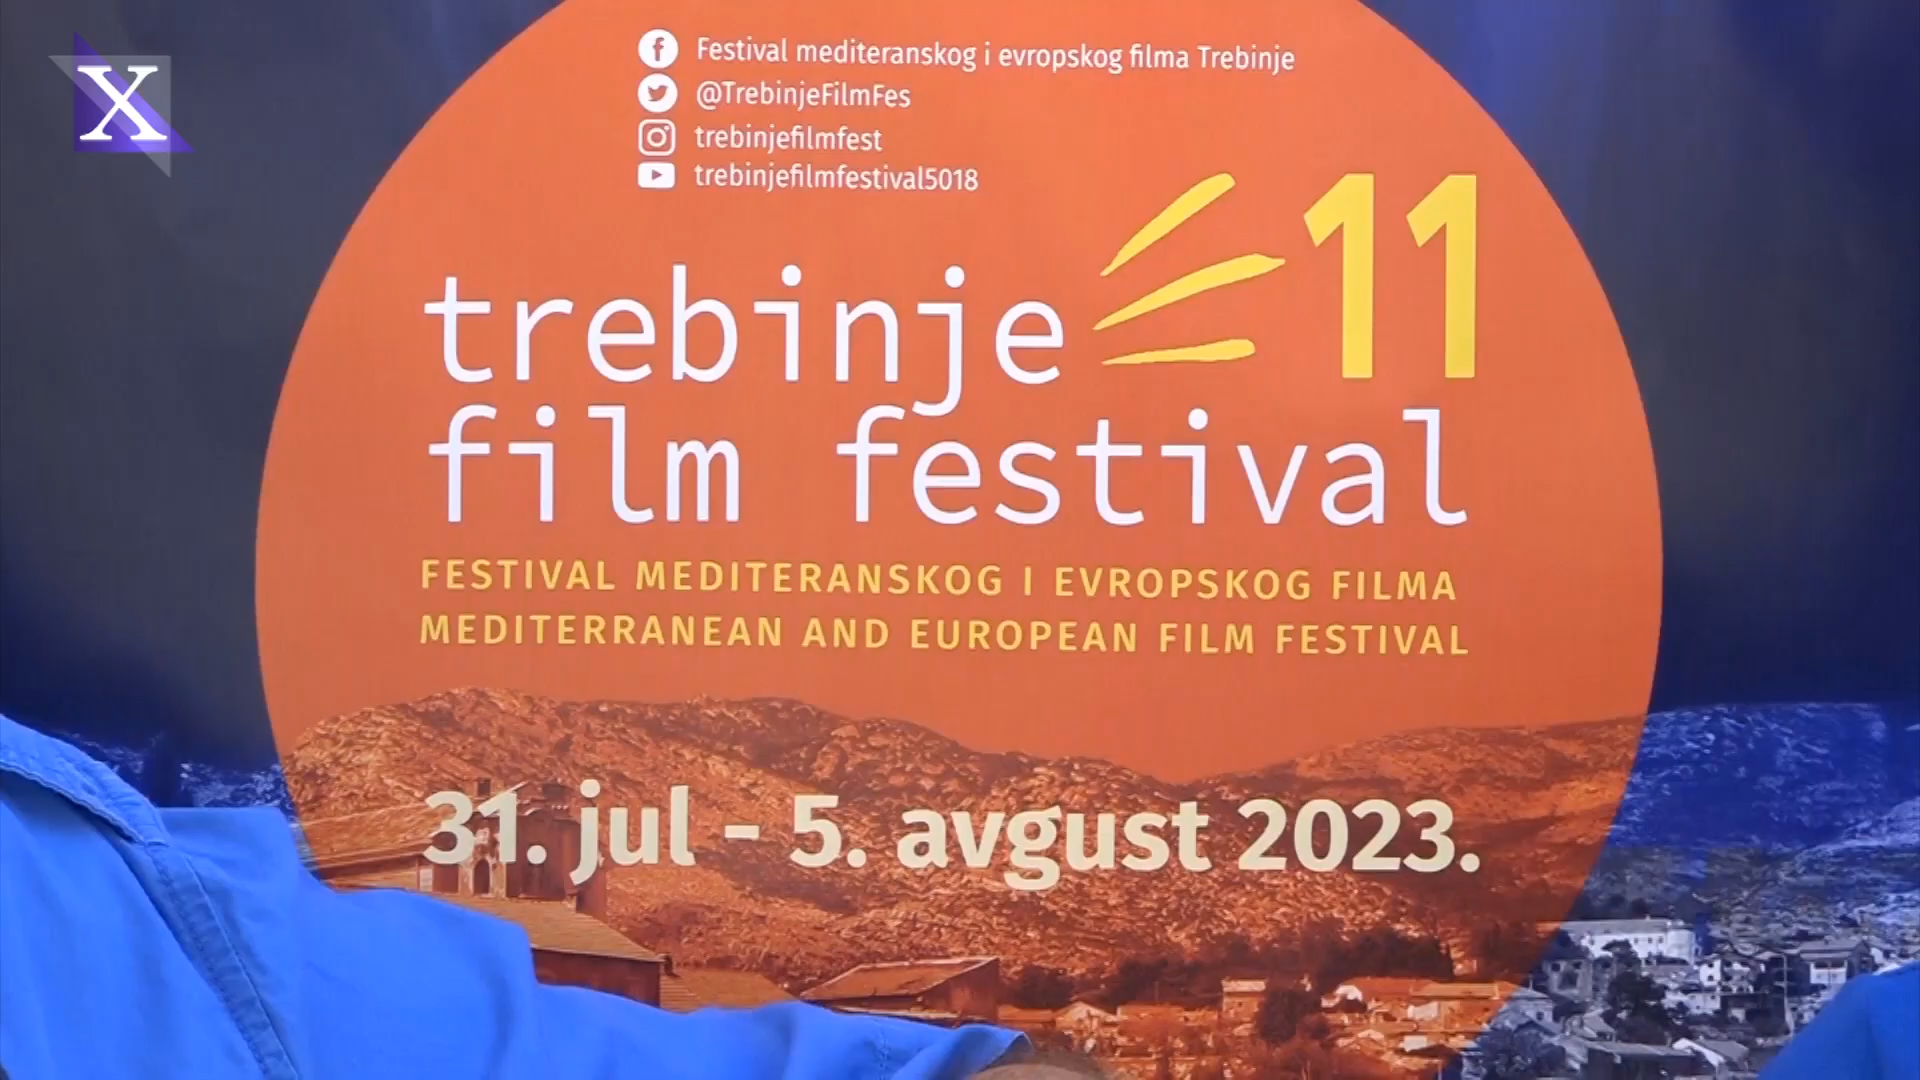 X
Festival mediteranskog i evropskog filma Trebinje
@TrebinjeFilmFes
trebinjefilmfest
trebinjefilmfestival5018
11
trebinje
film festival
FESTIVAL MEDITERANSKOG I EVROPSKOG FILMA
MEDITERRANEAN AND EUROPEAN FILM FESTIVAL
31. jul - 5. avgust 2023.